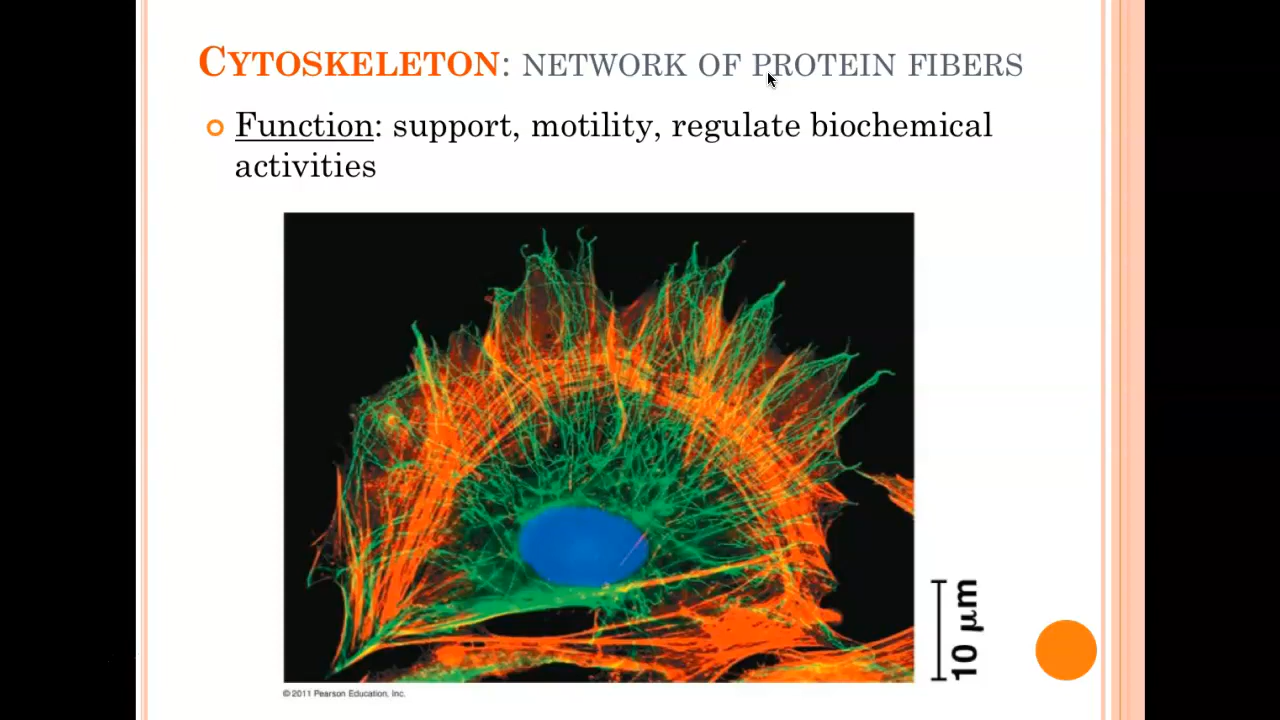 CYTOSKELETON: NETWORK OF PROTEIN FIBERS
Function: support, motility, regulate biochemical
activities
10 μm
© 2011 Pearson Education, Inc.